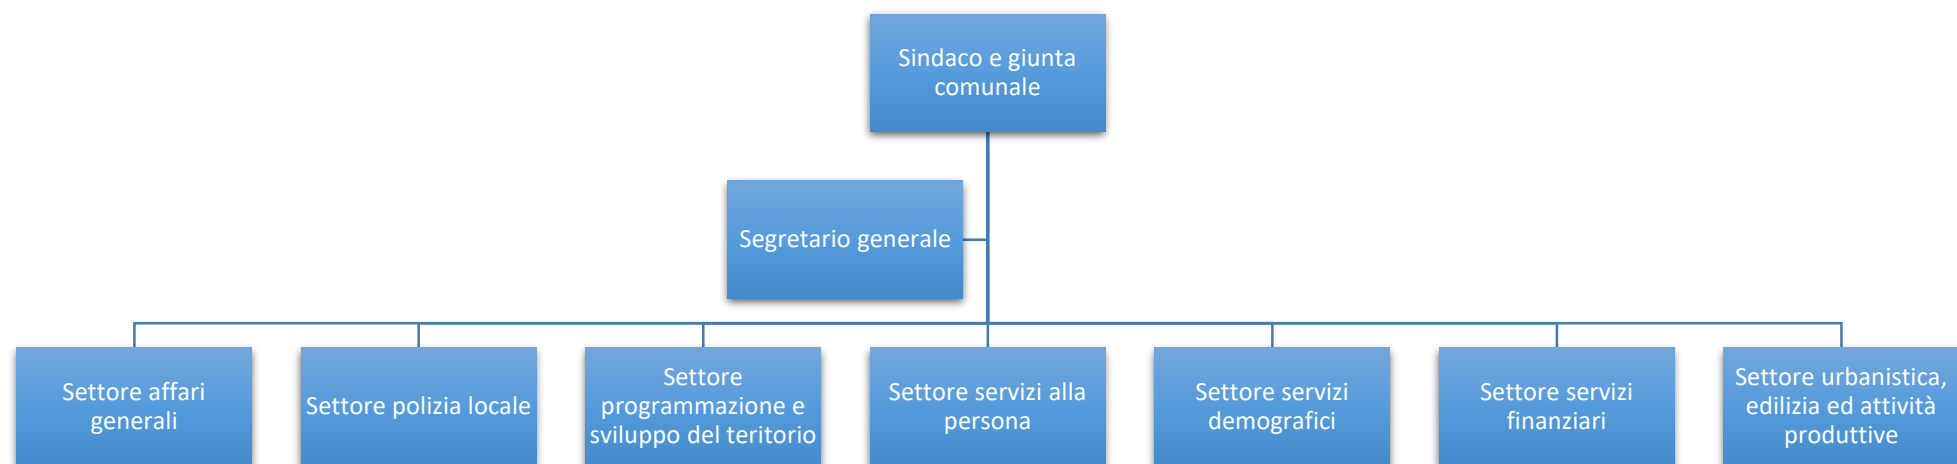 Sindaco e giunta
comunale
Segretario generale
Settore affari
generali
Settore polizia locale
Settore
programmazione e
sviluppo del teritorio
Settore servizi alla
persona
Settore servizi
demografici
Settore servizi
finanziari
Settore urbanistica,
edilizia ed attività
produttive